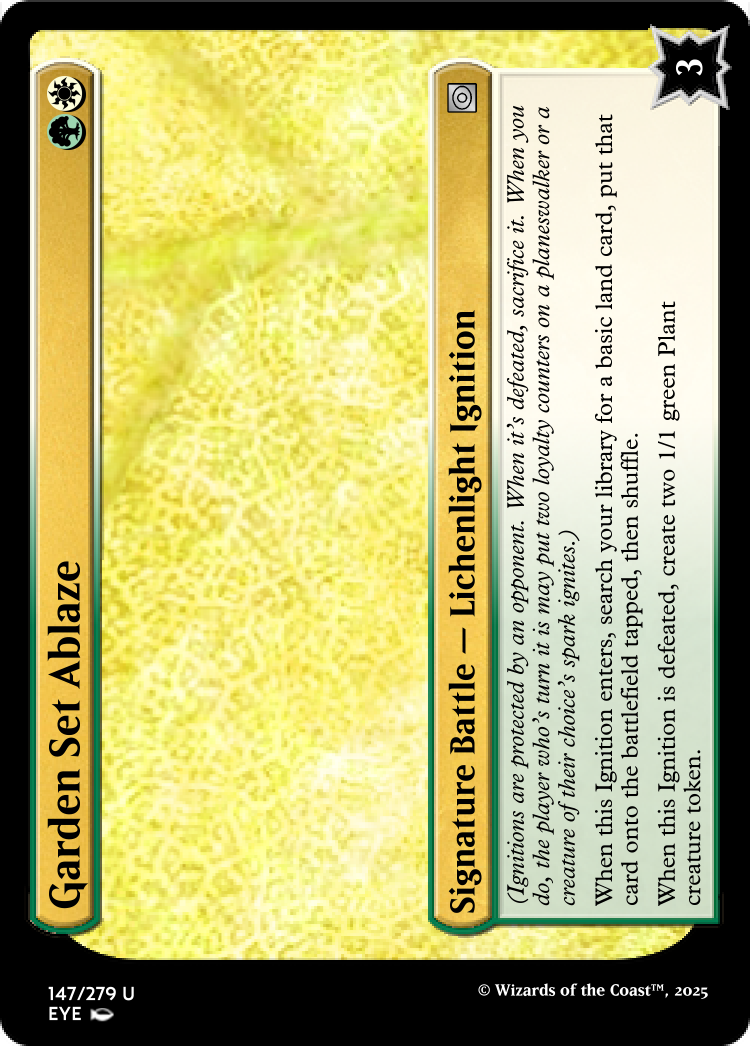 Garden Set Ablaze
Signature Battle — Lichenlight Ignition
(Ignitions are protected by an opponent. When it's defeated, sacrifice it. When you
do, the player who's turn it is may put two loyalty counters on a planeswalker or a
creature of their choice's spark ignites.)
When this Ignition enters, search your library for a basic land card, put that
card onto the battlefield tapped, then shuffle.
When this Ignition is defeated, create two 1/1 green Plant
creature token.
3
147/279 U
EYE
© Wizards of the Coast™, 2025